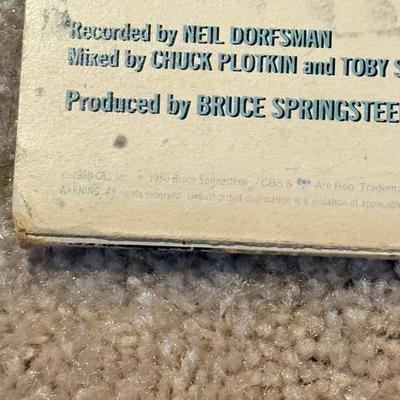 Recorded by NEIL DORFSMAN
Mixed by CHUCK PLOTKIN and TOBY S
Produced by BRUCE SPRINGSTEE
© 1980 CBS Inc. ℗ 1980 Bruce Springsteen / CBS & Are Reg. Tradema
WARNING: All rights reserved. Unauthorized duplication is a violation of applicable